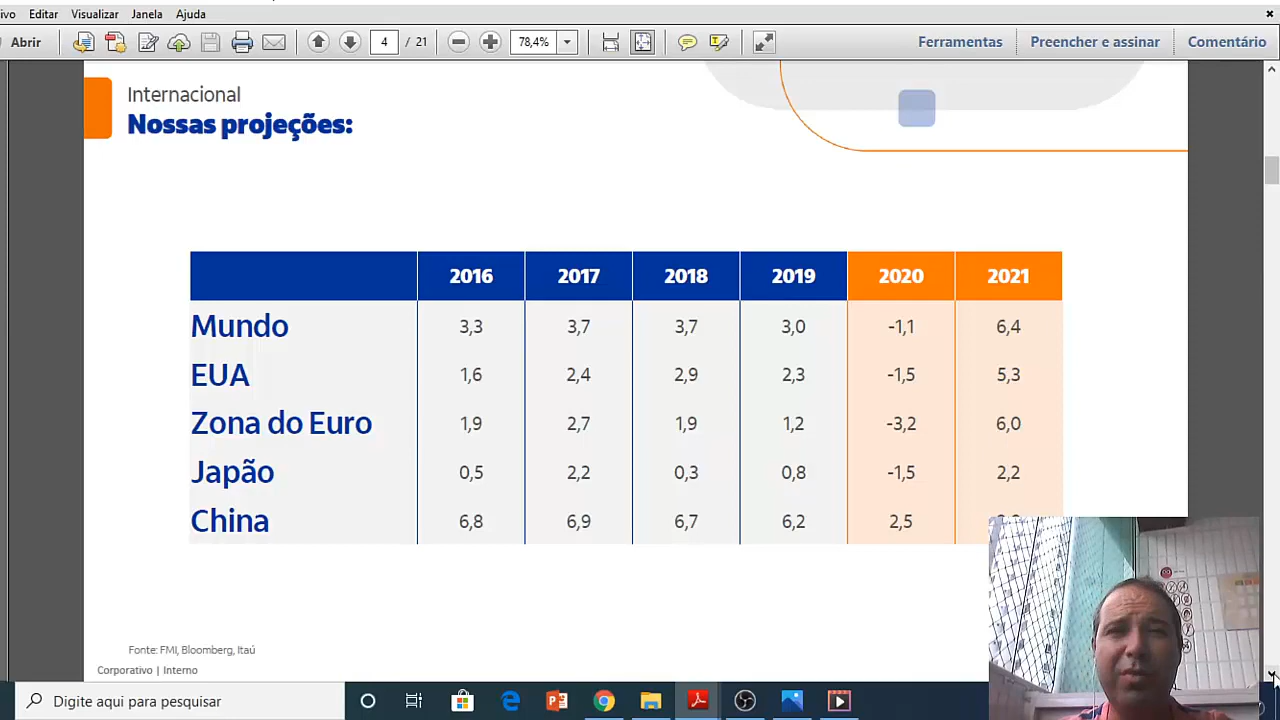 ivo Editar Visualizar Janela Ajuda
Abrir 4 / 21 78,4% Ferramentas Preencher e assinar Comentário
Internacional
Nossas projeções:
2016 2017 2018 2019 2020 2021
Mundo 3,3 3,7 3,7 3,0 -1,1 6,4
EUA 1,6 2,4 2,9 2,3 -1,5 5,3
Zona do Euro 1,9 2,7 1,9 1,2 -3,2 6,0
Japão 0,5 2,2 0,3 0,8 -1,5 2,2
China 6,8 6,9 6,7 6,2 2,5
Fonte: FMI, Bloomberg, Itaú
Corporativo | Interno
Digite aqui para pesquisar